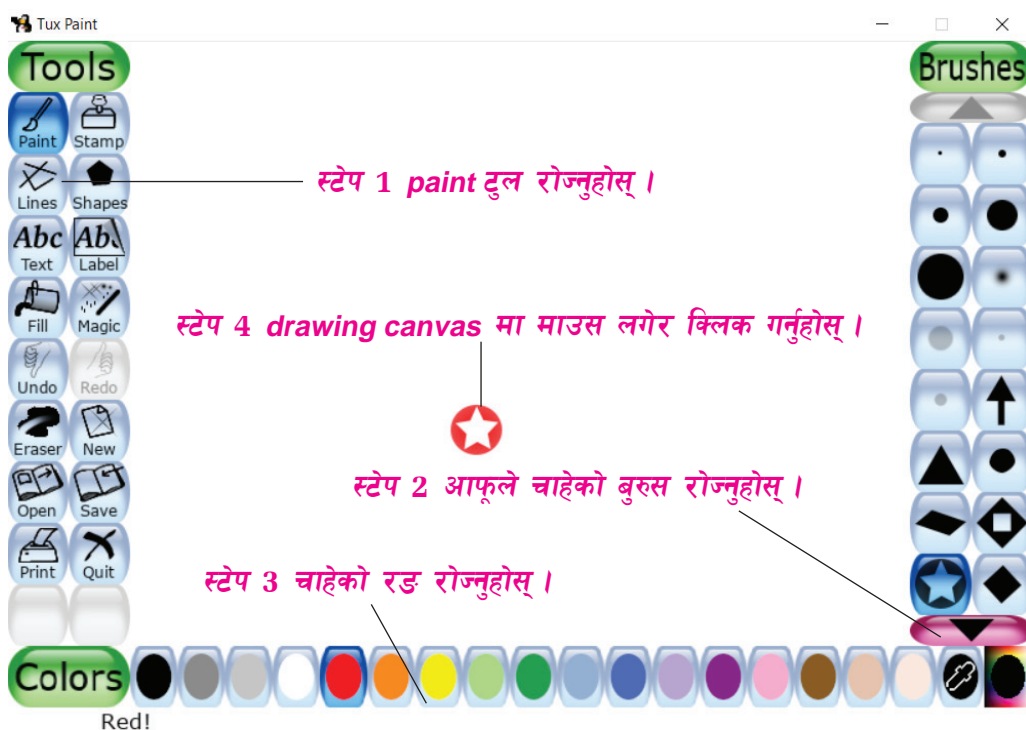 Tux Paint
Tools
Brushes
Paint Stamp
स्टेप 1 paint टुल रोज्नुहोस् ।
Lines Shapes
Abc Abc
Text Label
Fill Magic
स्टेप 4 drawing canvas मा माउस लगेर क्लिक गर्नुहोस् ।
Undo Redo
Eraser New
स्टेप 2 आफूले चाहेको बुरुस रोज्नुहोस् ।
Open Save
Print Quit
स्टेप 3 चाहेको रङ रोज्नुहोस् ।
Colors
Red!